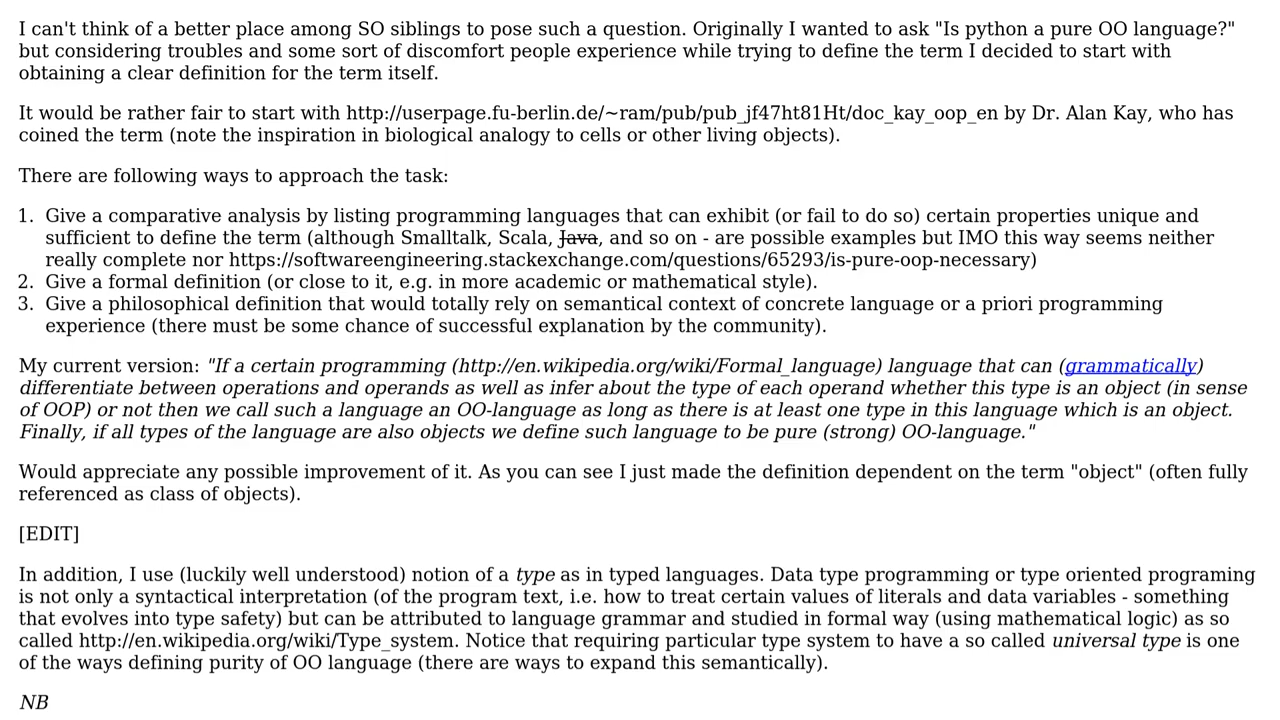 I can't think of a better place among SO siblings to pose such a question. Originally I wanted to ask "Is python a pure OO language?"
but considering troubles and some sort of discomfort people experience while trying to define the term I decided to start with
obtaining a clear definition for the term itself.
It would be rather fair to start with http://userpage.fu-berlin.de/~ram/pub/pub_jf47ht81Ht/doc_kay_oop_en by Dr. Alan Kay, who has
coined the term (note the inspiration in biological analogy to cells or other living objects).
There are following ways to approach the task:
1. Give a comparative analysis by listing programming languages that can exhibit (or fail to do so) certain properties unique and
sufficient to define the term (although Smalltalk, Scala, Java, and so on - are possible examples but IMO this way seems neither
really complete nor https://softwareengineering.stackexchange.com/questions/65293/is-pure-oop-necessary)
2. Give a formal definition (or close to it, e.g. in more academic or mathematical style).
3. Give a philosophical definition that would totally rely on semantical context of concrete language or a priori programming
experience (there must be some chance of successful explanation by the community).
My current version: "If a certain programming (http://en.wikipedia.org/wiki/Formal_language) language that can (grammatically)
differentiate between operations and operands as well as infer about the type of each operand whether this type is an object (in sense
of OOP) or not then we call such a language an OO-language as long as there is at least one type in this language which is an object.
Finally, if all types of the language are also objects we define such language to be pure (strong) OO-language."
Would appreciate any possible improvement of it. As you can see I just made the definition dependent on the term "object" (often fully
referenced as class of objects).
[EDIT]
In addition, I use (luckily well understood) notion of a type as in typed languages. Data type programming or type oriented programing
is not only a syntactical interpretation (of the program text, i.e. how to treat certain values of literals and data variables - something
that evolves into type safety) but can be attributed to language grammar and studied in formal way (using mathematical logic) as so
called http://en.wikipedia.org/wiki/Type_system. Notice that requiring particular type system to have a so called universal type is one
of the ways defining purity of OO language (there are ways to expand this semantically).
NB